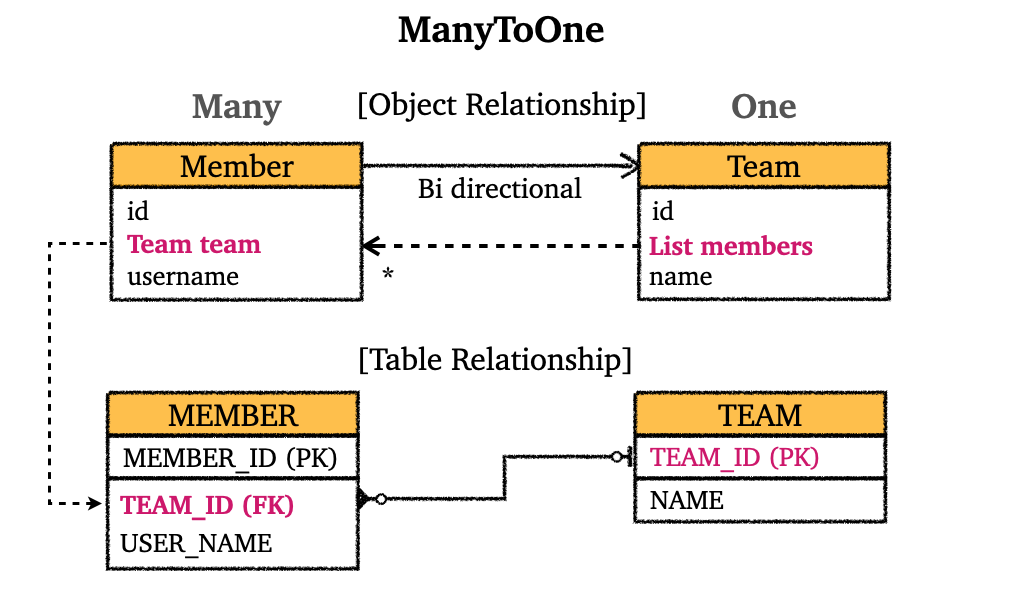 ManyToOne
Many
[Object Relationship]
One
Member
Team
Bi directional
id
Team team
username
*
id
List members
name
[Table Relationship]
MEMBER
MEMBER_ID (PK)
TEAM_ID (FK)
USER_NAME
TEAM
TEAM_ID (PK)
NAME